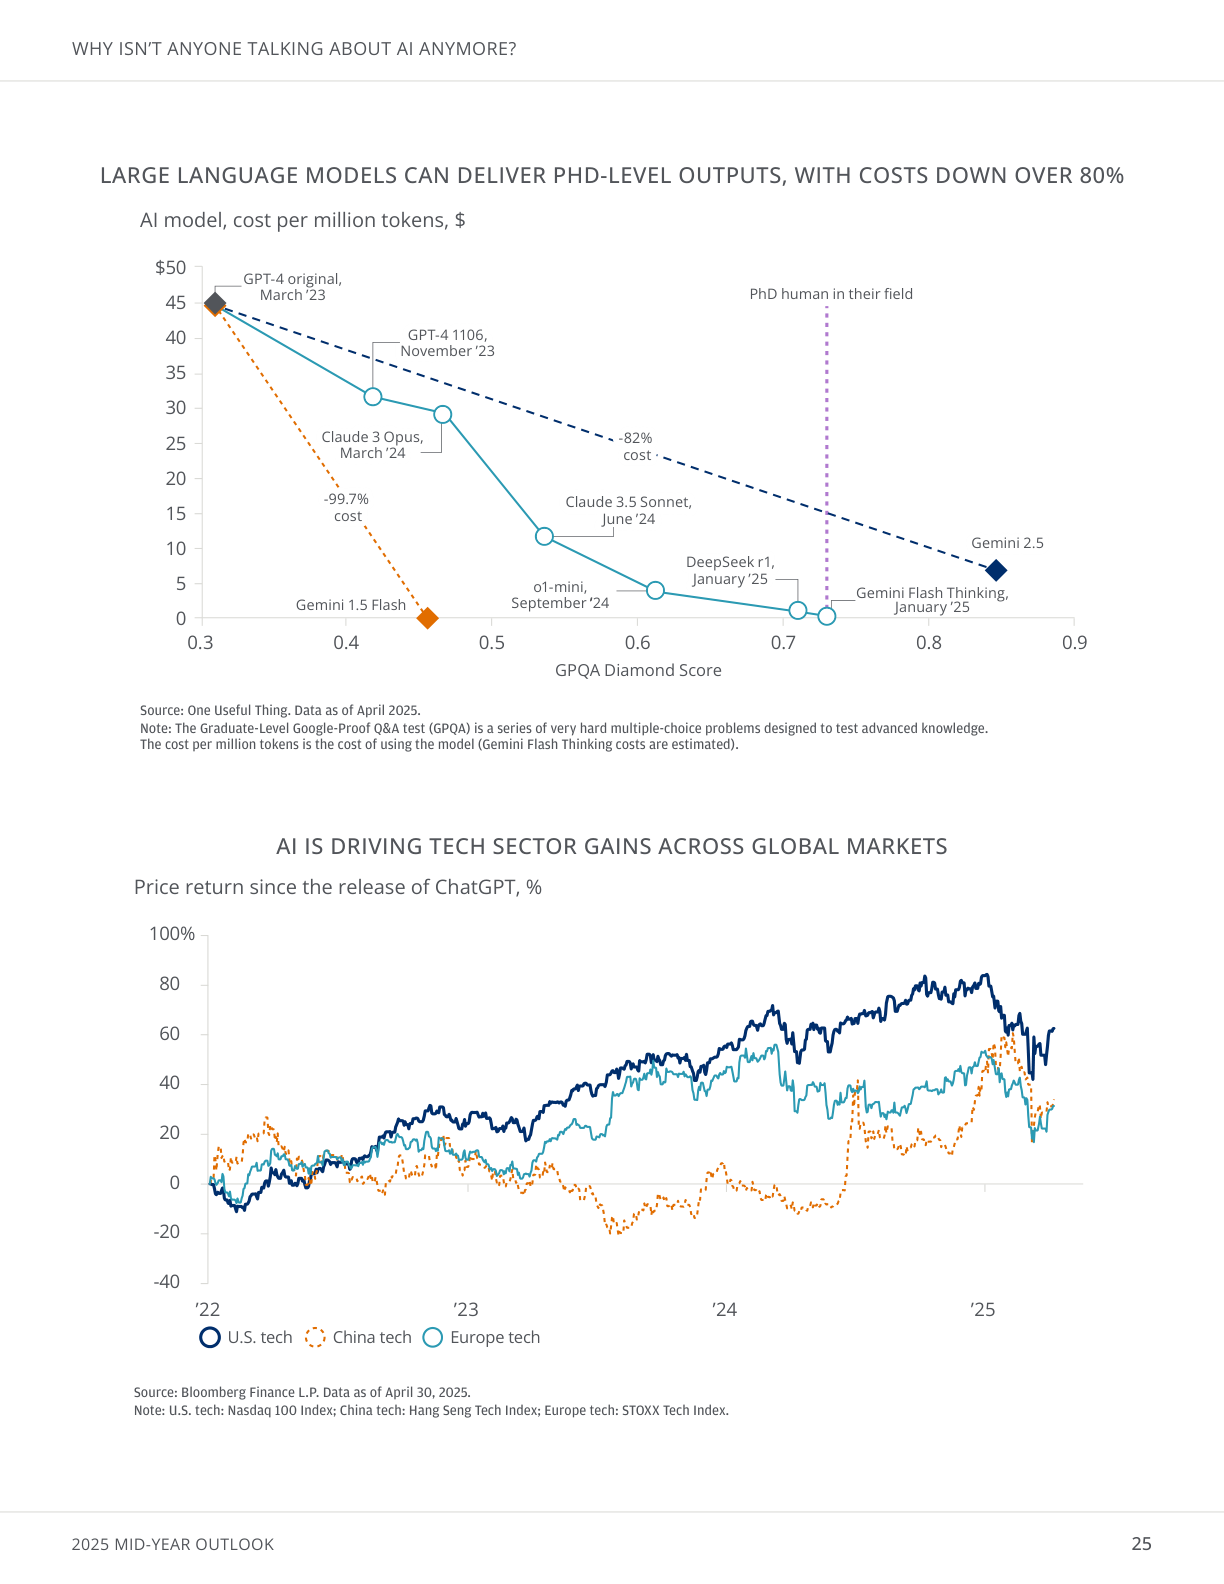 WHY ISN’T ANYONE TALKING ABOUT AI ANYMORE?
LARGE LANGUAGE MODELS CAN DELIVER PHD-LEVEL OUTPUTS, WITH COSTS DOWN OVER 80%
AI model, cost per million tokens, $
$50
45
40
35
30
25
20
15
10
5
0
GPT-4 original,
March ’23
GPT-4 1106,
November ’23
PhD human in their field
Claude 3 Opus,
March ’24
-82%
cost
-99.7%
cost
Claude 3.5 Sonnet,
June ’24
Gemini 2.5
DeepSeek r1,
January ’25
o1-mini,
September ’24
Gemini Flash Thinking,
January ’25
Gemini 1.5 Flash
0.3 0.4 0.5 0.6 0.7 0.8 0.9
GPQA Diamond Score
Source: One Useful Thing. Data as of April 2025.
Note: The Graduate-Level Google-Proof Q&A test (GPQA) is a series of very hard multiple-choice problems designed to test advanced knowledge.
The cost per million tokens is the cost of using the model (Gemini Flash Thinking costs are estimated).
AI IS DRIVING TECH SECTOR GAINS ACROSS GLOBAL MARKETS
Price return since the release of ChatGPT, %
100%
80
60
40
20
0
-20
-40
’22 ’23 ’24 ’25
U.S. tech China tech Europe tech
Source: Bloomberg Finance L.P. Data as of April 30, 2025.
Note: U.S. tech: Nasdaq 100 Index; China tech: Hang Seng Tech Index; Europe tech: STOXX Tech Index.
2025 MID-YEAR OUTLOOK
25